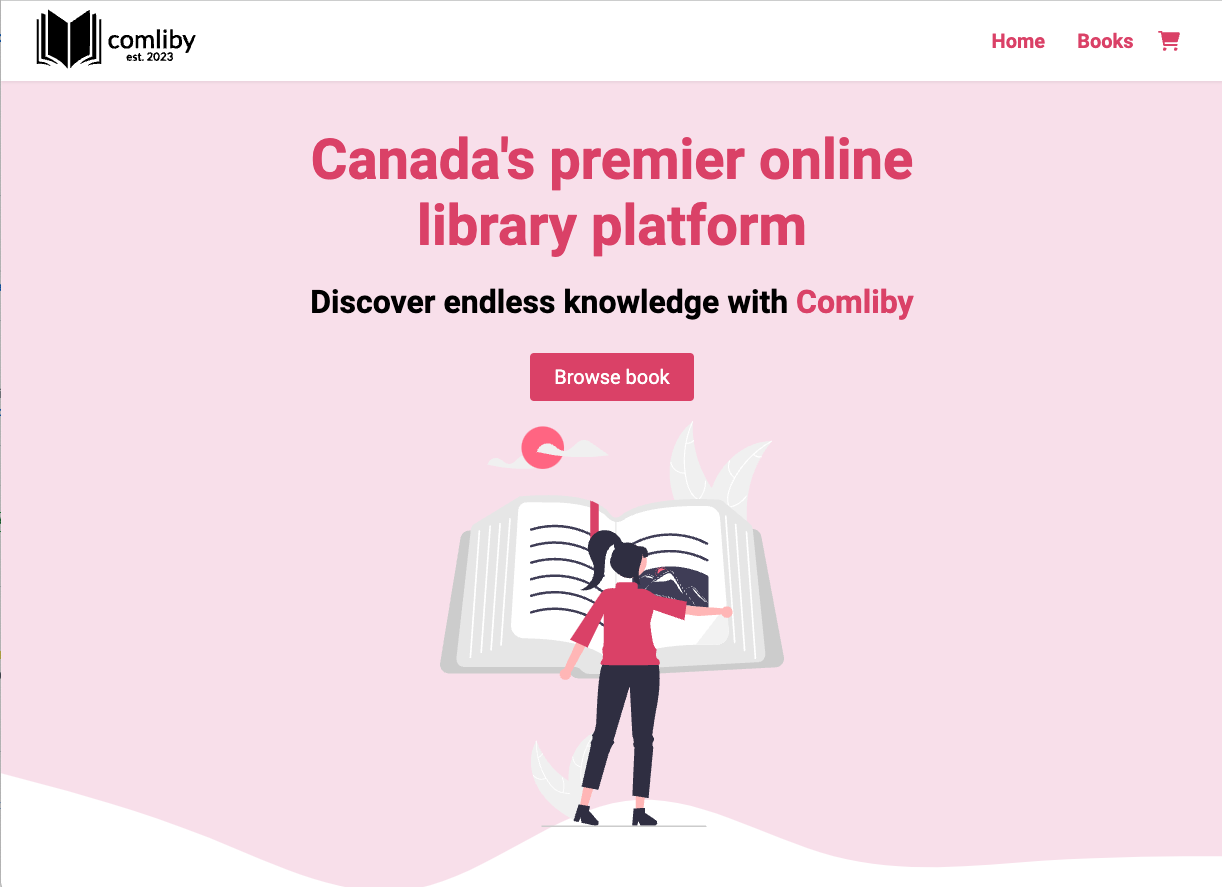 comliby
est. 2023
Home Books
Canada's premier online
library platform
Discover endless knowledge with Comliby
Browse book